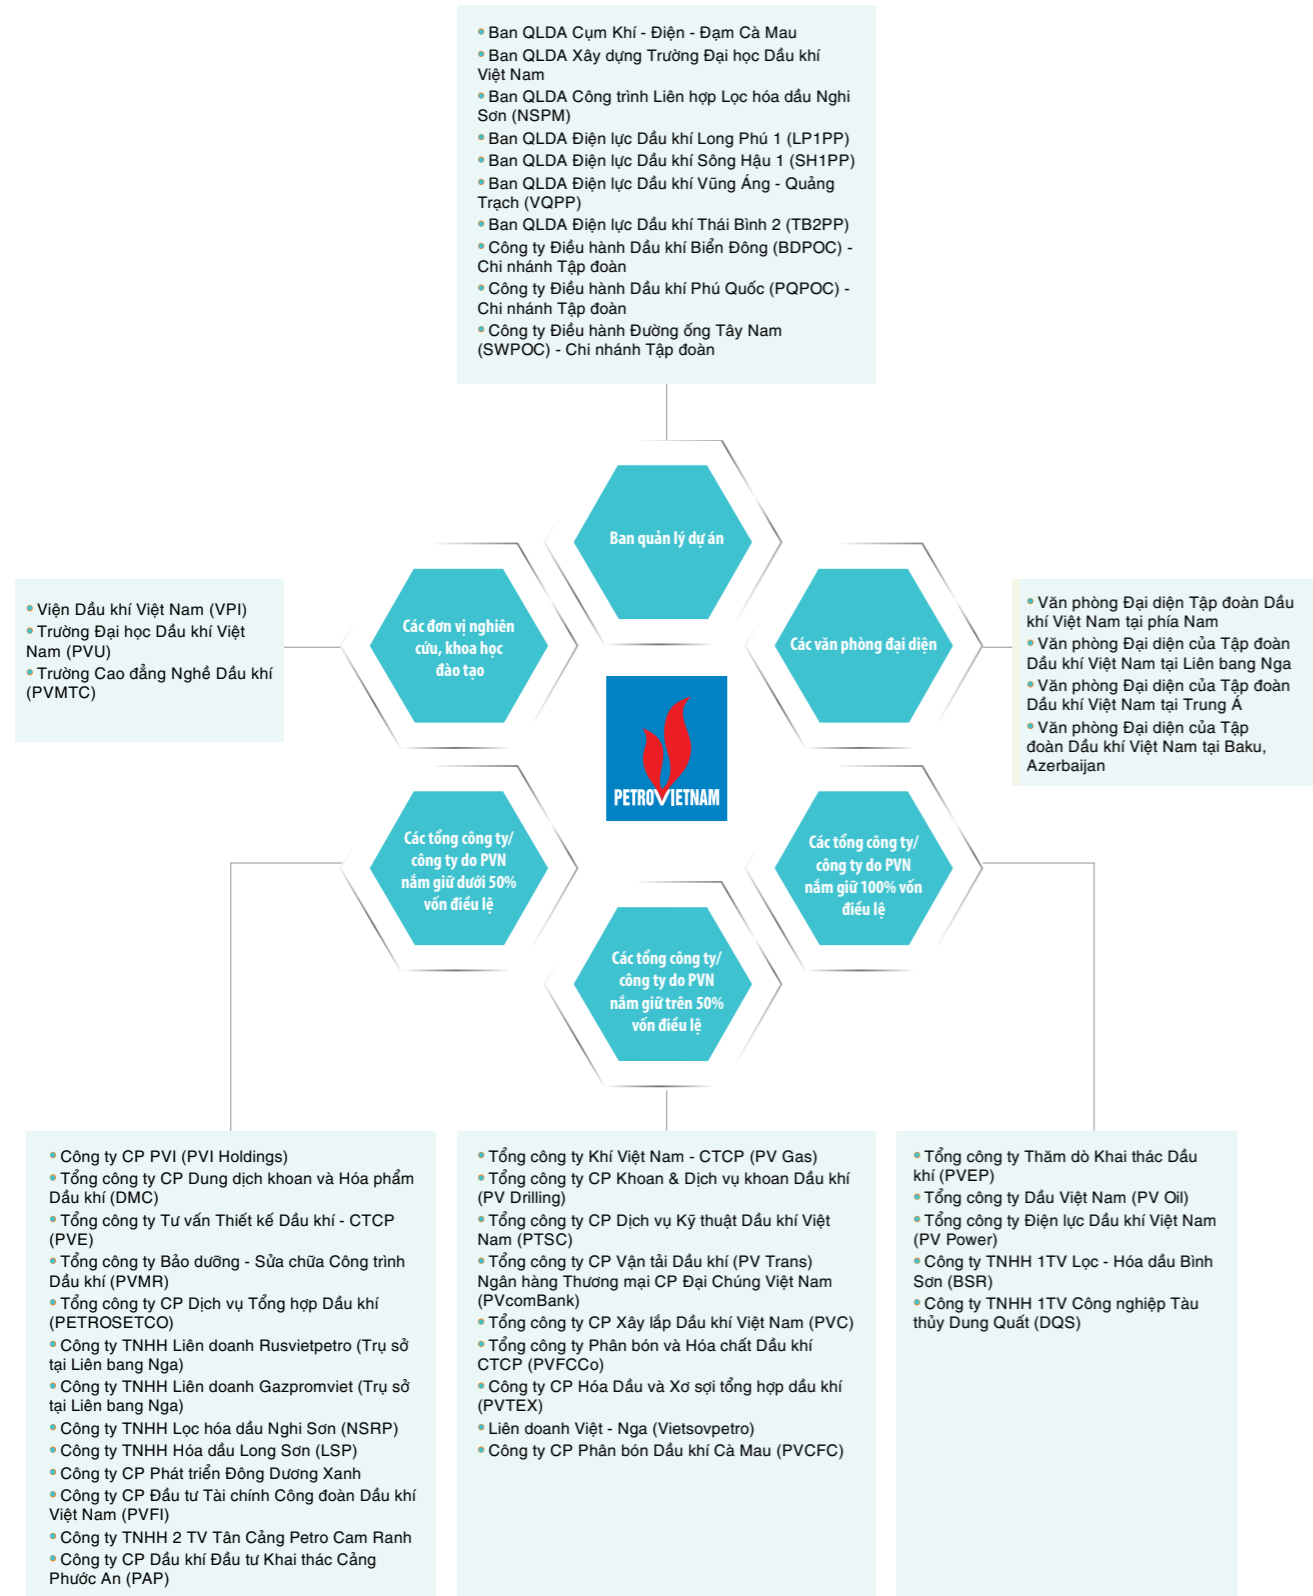 • Ban QLDA Cụm Khí - Điện - Đạm Cà Mau
• Ban QLDA Xây dựng Trường Đại học Dầu khí
Việt Nam
• Ban QLDA Công trình Liên hợp Lọc hóa dầu Nghi
Sơn (NSPM)
• Ban QLDA Điện lực Dầu khí Long Phú 1 (LP1PP)
• Ban QLDA Điện lực Dầu khí Sông Hậu 1 (SH1PP)
• Ban QLDA Điện lực Dầu khí Vũng Áng - Quảng
Trạch (VQPP)
• Ban QLDA Điện lực Dầu khí Thái Bình 2 (TB2PP)
• Công ty Điều hành Dầu khí Biển Đông (BDPOC) -
Chi nhánh Tập đoàn
• Công ty Điều hành Dầu khí Phú Quốc (PQPOC) -
Chi nhánh Tập đoàn
• Công ty Điều hành Đường ống Tây Nam
(SWPOC) - Chi nhánh Tập đoàn
Ban quản lý dự án
• Viện Dầu khí Việt Nam (VPI)
• Trường Đại học Dầu khí Việt
Nam (PVU)
• Trường Cao đẳng Nghề Dầu khí
(PVMTC)
Các đơn vị nghiên
cứu, khoa học
đào tạo
Các văn phòng đại diện
• Văn phòng Đại diện Tập đoàn Dầu
khí Việt Nam tại phía Nam
• Văn phòng Đại diện của Tập đoàn
Dầu khí Việt Nam tại Liên bang Nga
• Văn phòng Đại diện của Tập đoàn
Dầu khí Việt Nam tại Trung Á
• Văn phòng Đại diện của Tập
đoàn Dầu khí Việt Nam tại Baku,
Azerbaijan
PETROVIETNAM
Các tổng công ty/
công ty do PVN
nắm giữ dưới 50%
vốn điều lệ
Các tổng công ty/
công ty do PVN
nắm giữ trên 50%
vốn điều lệ
Các tổng công ty/
công ty do PVN
nắm giữ 100% vốn
điều lệ
• Công ty CP PVI (PVI Holdings)
• Tổng công ty CP Dung dịch khoan và Hóa phẩm
Dầu khí (DMC)
• Tổng công ty Tư vấn Thiết kế Dầu khí - CTCP
(PVE)
• Tổng công ty Bảo dưỡng - Sửa chữa Công trình
Dầu khí (PVMR)
• Tổng công ty CP Dịch vụ Tổng hợp Dầu khí
(PETROSETCO)
• Công ty TNHH Liên doanh Rusvietpetro (Trụ sở
tại Liên bang Nga)
• Công ty TNHH Liên doanh Gazpromviet (Trụ sở
tại Liên bang Nga)
• Công ty TNHH Lọc hóa dầu Nghi Sơn (NSRP)
• Công ty TNHH Hóa dầu Long Sơn (LSP)
• Công ty CP Phát triển Đông Dương Xanh
• Công ty CP Đầu tư Tài chính Công đoàn Dầu khí
Việt Nam (PVFI)
• Công ty TNHH 2 TV Tân Cảng Petro Cam Ranh
• Công ty CP Dầu khí Đầu tư Khai thác Cảng
Phước An (PAP)
• Tổng công ty Khí Việt Nam - CTCP (PV Gas)
• Tổng công ty CP Khoan & Dịch vụ khoan Dầu khí
(PV Drilling)
• Tổng công ty CP Dịch vụ Kỹ thuật Dầu khí Việt
Nam (PTSC)
• Tổng công ty CP Vận tải Dầu khí (PV Trans)
Ngân hàng Thương mại CP Đại Chúng Việt Nam
(PVcomBank)
• Tổng công ty CP Xây lắp Dầu khí Việt Nam (PVC)
• Tổng công ty Phân bón và Hóa chất Dầu khí
CTCP (PVFCCo)
• Công ty CP Hóa Dầu và Xơ sợi tổng hợp dầu khí
(PVTEX)
• Liên doanh Việt - Nga (Vietsovpetro)
• Công ty CP Phân bón Dầu khí Cà Mau (PVCFC)
• Tổng công ty Thăm dò Khai thác Dầu
khí (PVEP)
• Tổng công ty Dầu Việt Nam (PV Oil)
• Tổng công ty Điện lực Dầu khí Việt Nam
(PV Power)
• Công ty TNHH 1TV Lọc - Hóa dầu Bình
Sơn (BSR)
• Công ty TNHH 1TV Công nghiệp Tàu
thủy Dung Quất (DQS)